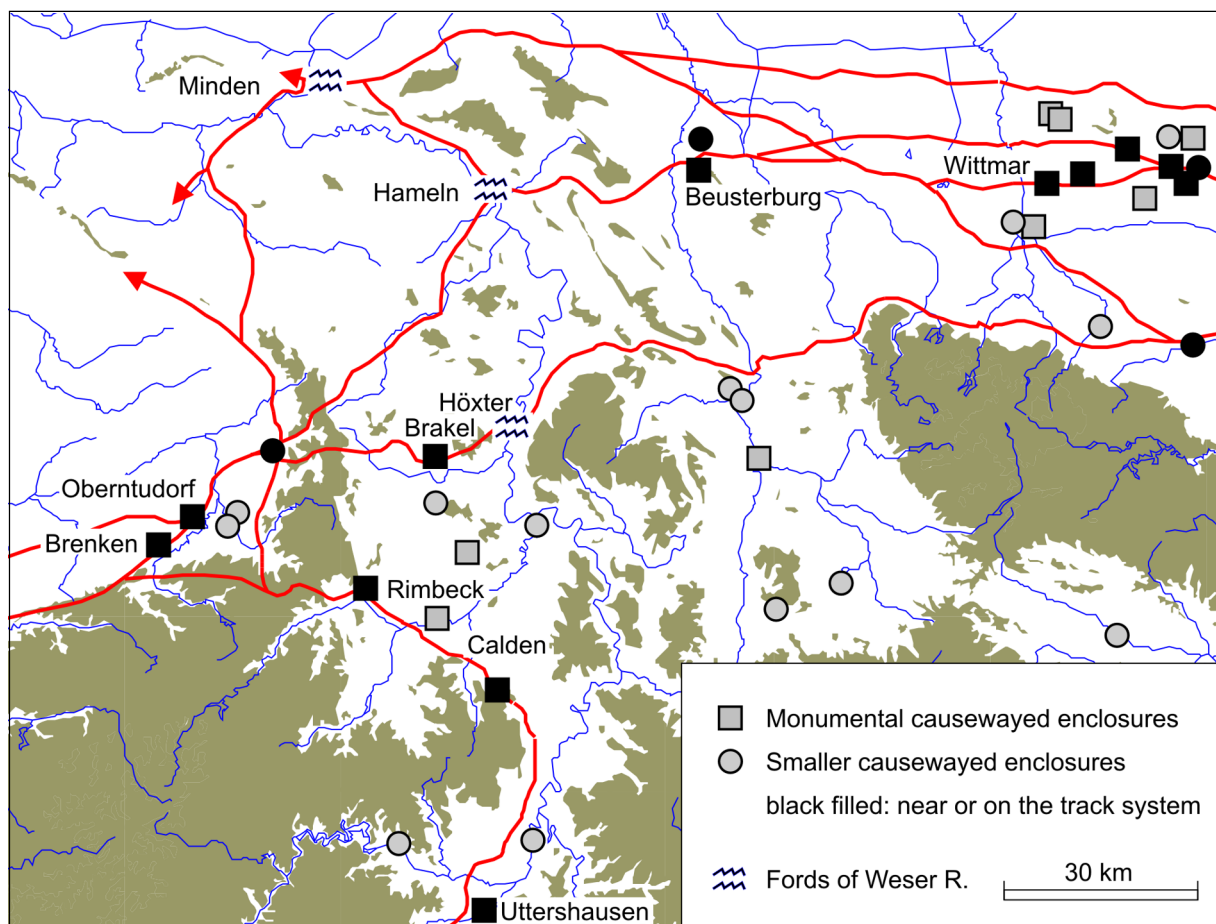 Minden
Hameln
Wittmar
Beusterburg
Höxter
Brakel
Oberntudorf
Brenken
Rimbeck
Calden
Uttershausen
Monumental causewayed enclosures
Smaller causewayed enclosures
black filled: near or on the track system
Fords of Weser R.
30 km